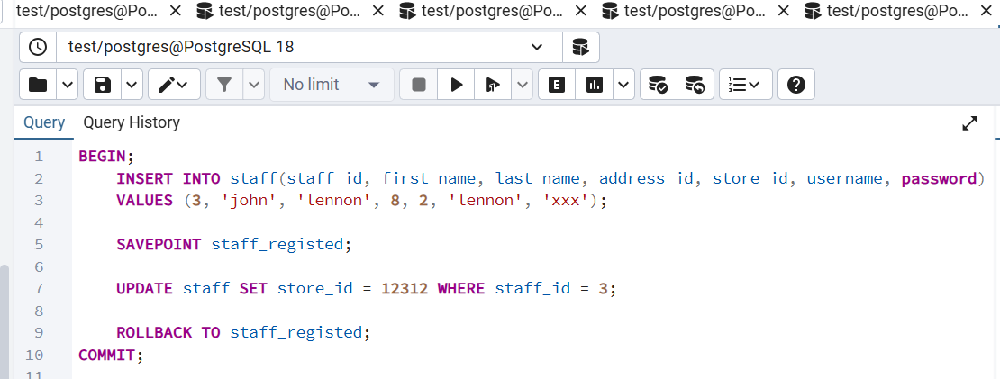 test/postgres@Po... test/postgres@Po... test/postgres@Po... test/postgres@Po... test/postgres@Po...
test/postgres@PostgreSQL 18
No limit
E
Query Query History
1 BEGIN;
2 INSERT INTO staff(staff_id, first_name, last_name, address_id, store_id, username, password)
3 VALUES (3, 'john', 'lennon', 8, 2, 'lennon', 'xxx');
4
5 SAVEPOINT staff_registed;
6
7 UPDATE staff SET store_id = 12312 WHERE staff_id = 3;
8
9 ROLLBACK TO staff_registed;
10 COMMIT;
11